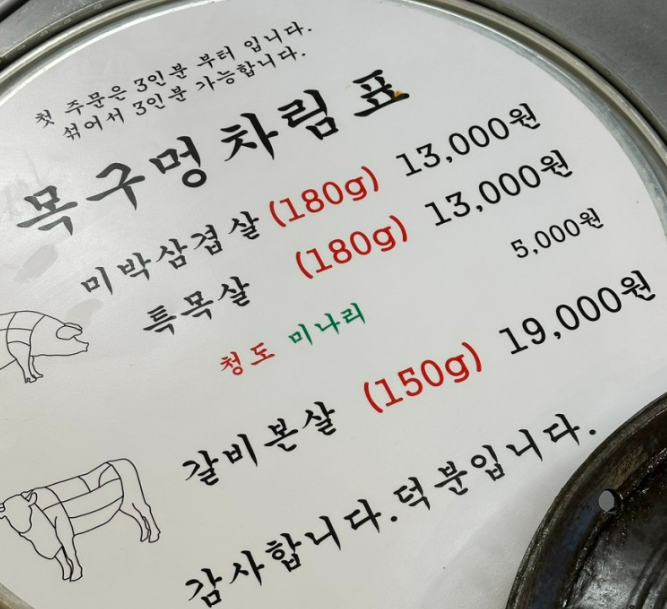 첫 주문은 3인분 부터 입니다.
섞어서 3인분 가능합니다.
목구멍 차림표
미박삼겹살 (180g) 13,000원
특목살 (180g) 13,000원
청도 미나리 5,000원
갈비본살 (150g) 19,000원
감사합니다.덕분입니다.